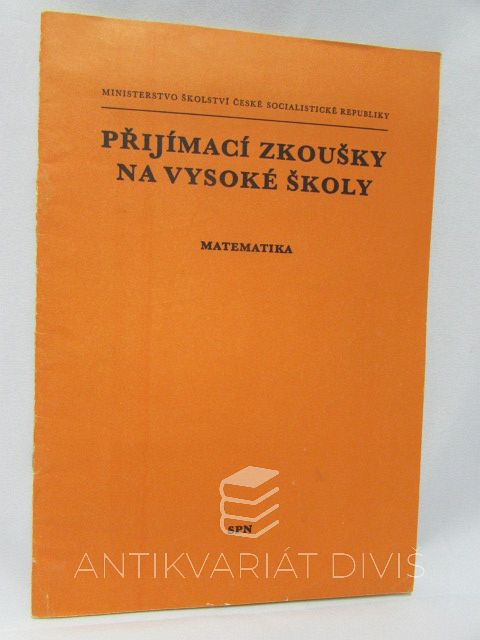 MINISTERSTVO ŠKOLSTVÍ ČESKÉ SOCIALISTICKÉ REPUBLIKY
PŘIJÍMACÍ ZKOUŠKY
NA VYSOKÉ ŠKOLY
MATEMATIKA
SPN
ANTIKVARIÁT DIVIŠ